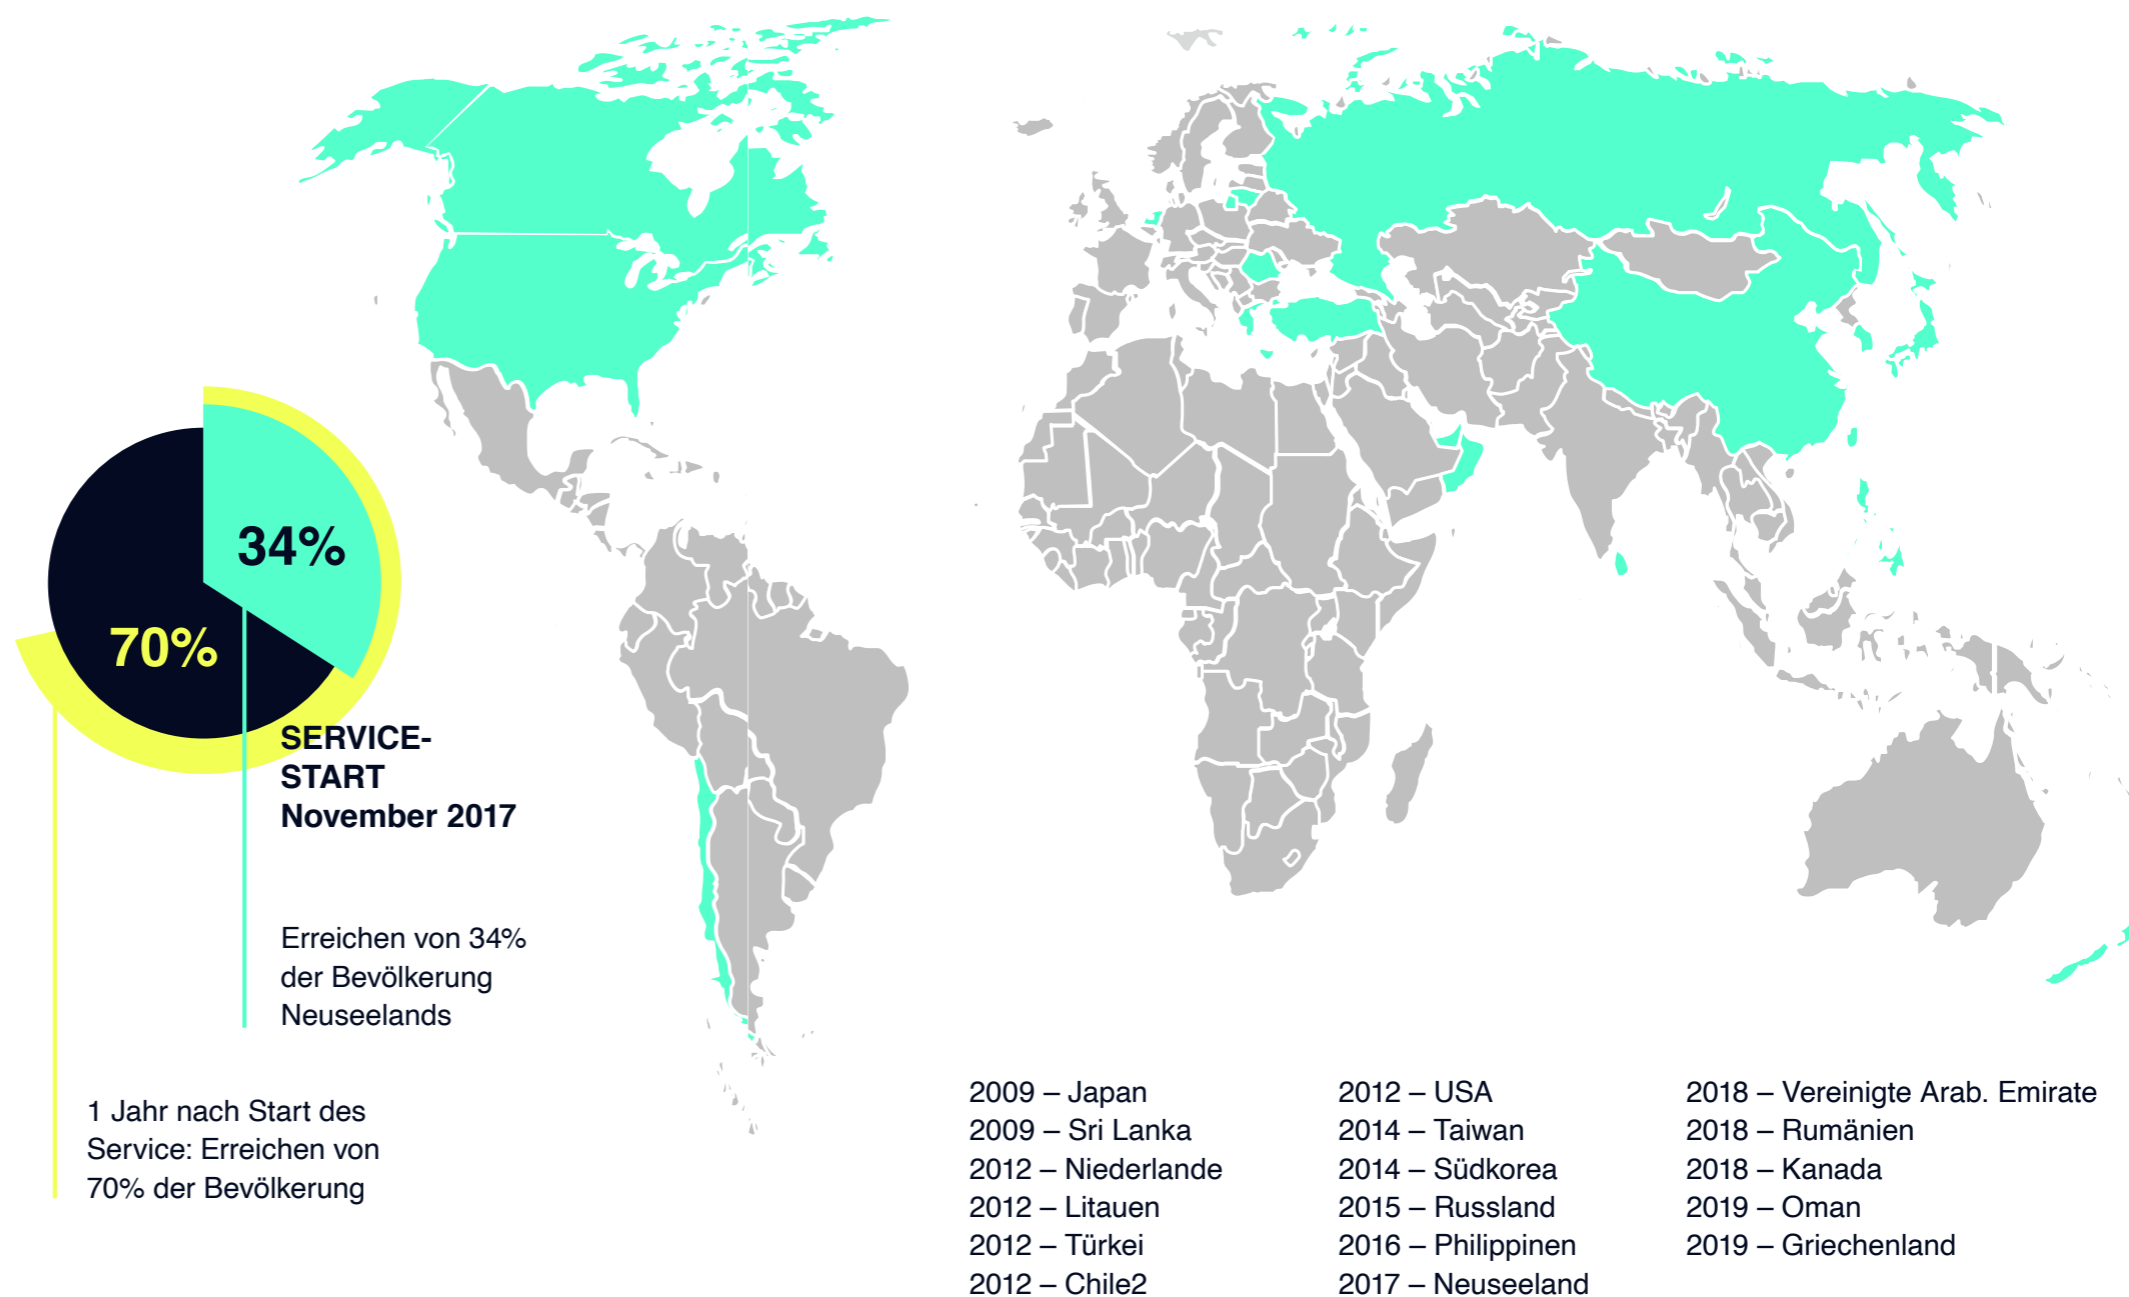 34%
70%
SERVICE-
START
November 2017
Erreichen von 34%
der Bevölkerung
Neuseelands
1 Jahr nach Start des
Service: Erreichen von
70% der Bevölkerung
2009 – Japan
2009 – Sri Lanka
2012 – Niederlande
2012 – Litauen
2012 – Türkei
2012 – Chile2
2012 – USA
2014 – Taiwan
2014 – Südkorea
2015 – Russland
2016 – Philippinen
2017 – Neuseeland
2018 – Vereinigte Arab. Emirate
2018 – Rumänien
2018 – Kanada
2019 – Oman
2019 – Griechenland